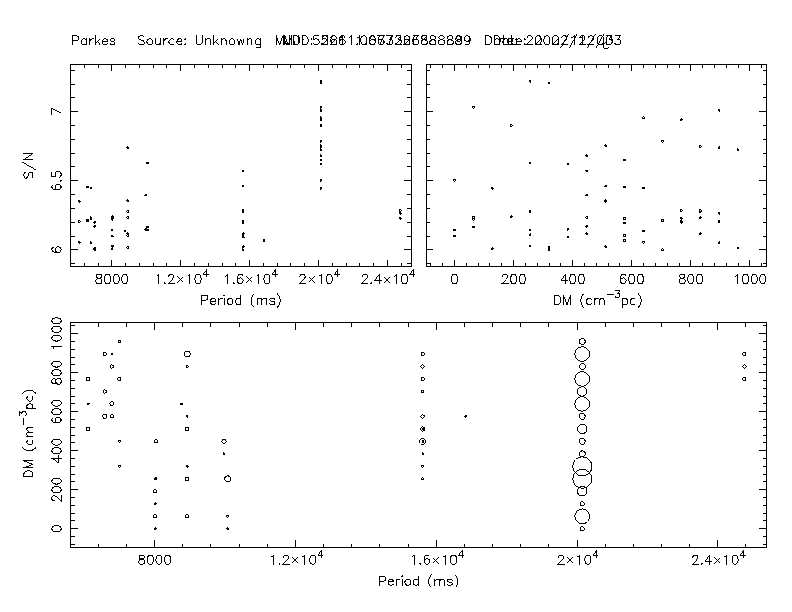 Parkes Source: Unknowng
7
6.5
6
S/N
8000 1.2×10⁴ 1.6×10⁴ 2×10⁴ 2.4×10⁴
Period (ms)
0 200 400 600 800 1000
DM (cm⁻³pc)
1000
800
600
400
200
0
DM (cm⁻³pc)
8000 1.2×10⁴ 1.6×10⁴ 2×10⁴ 2.4×10⁴
Period (ms)